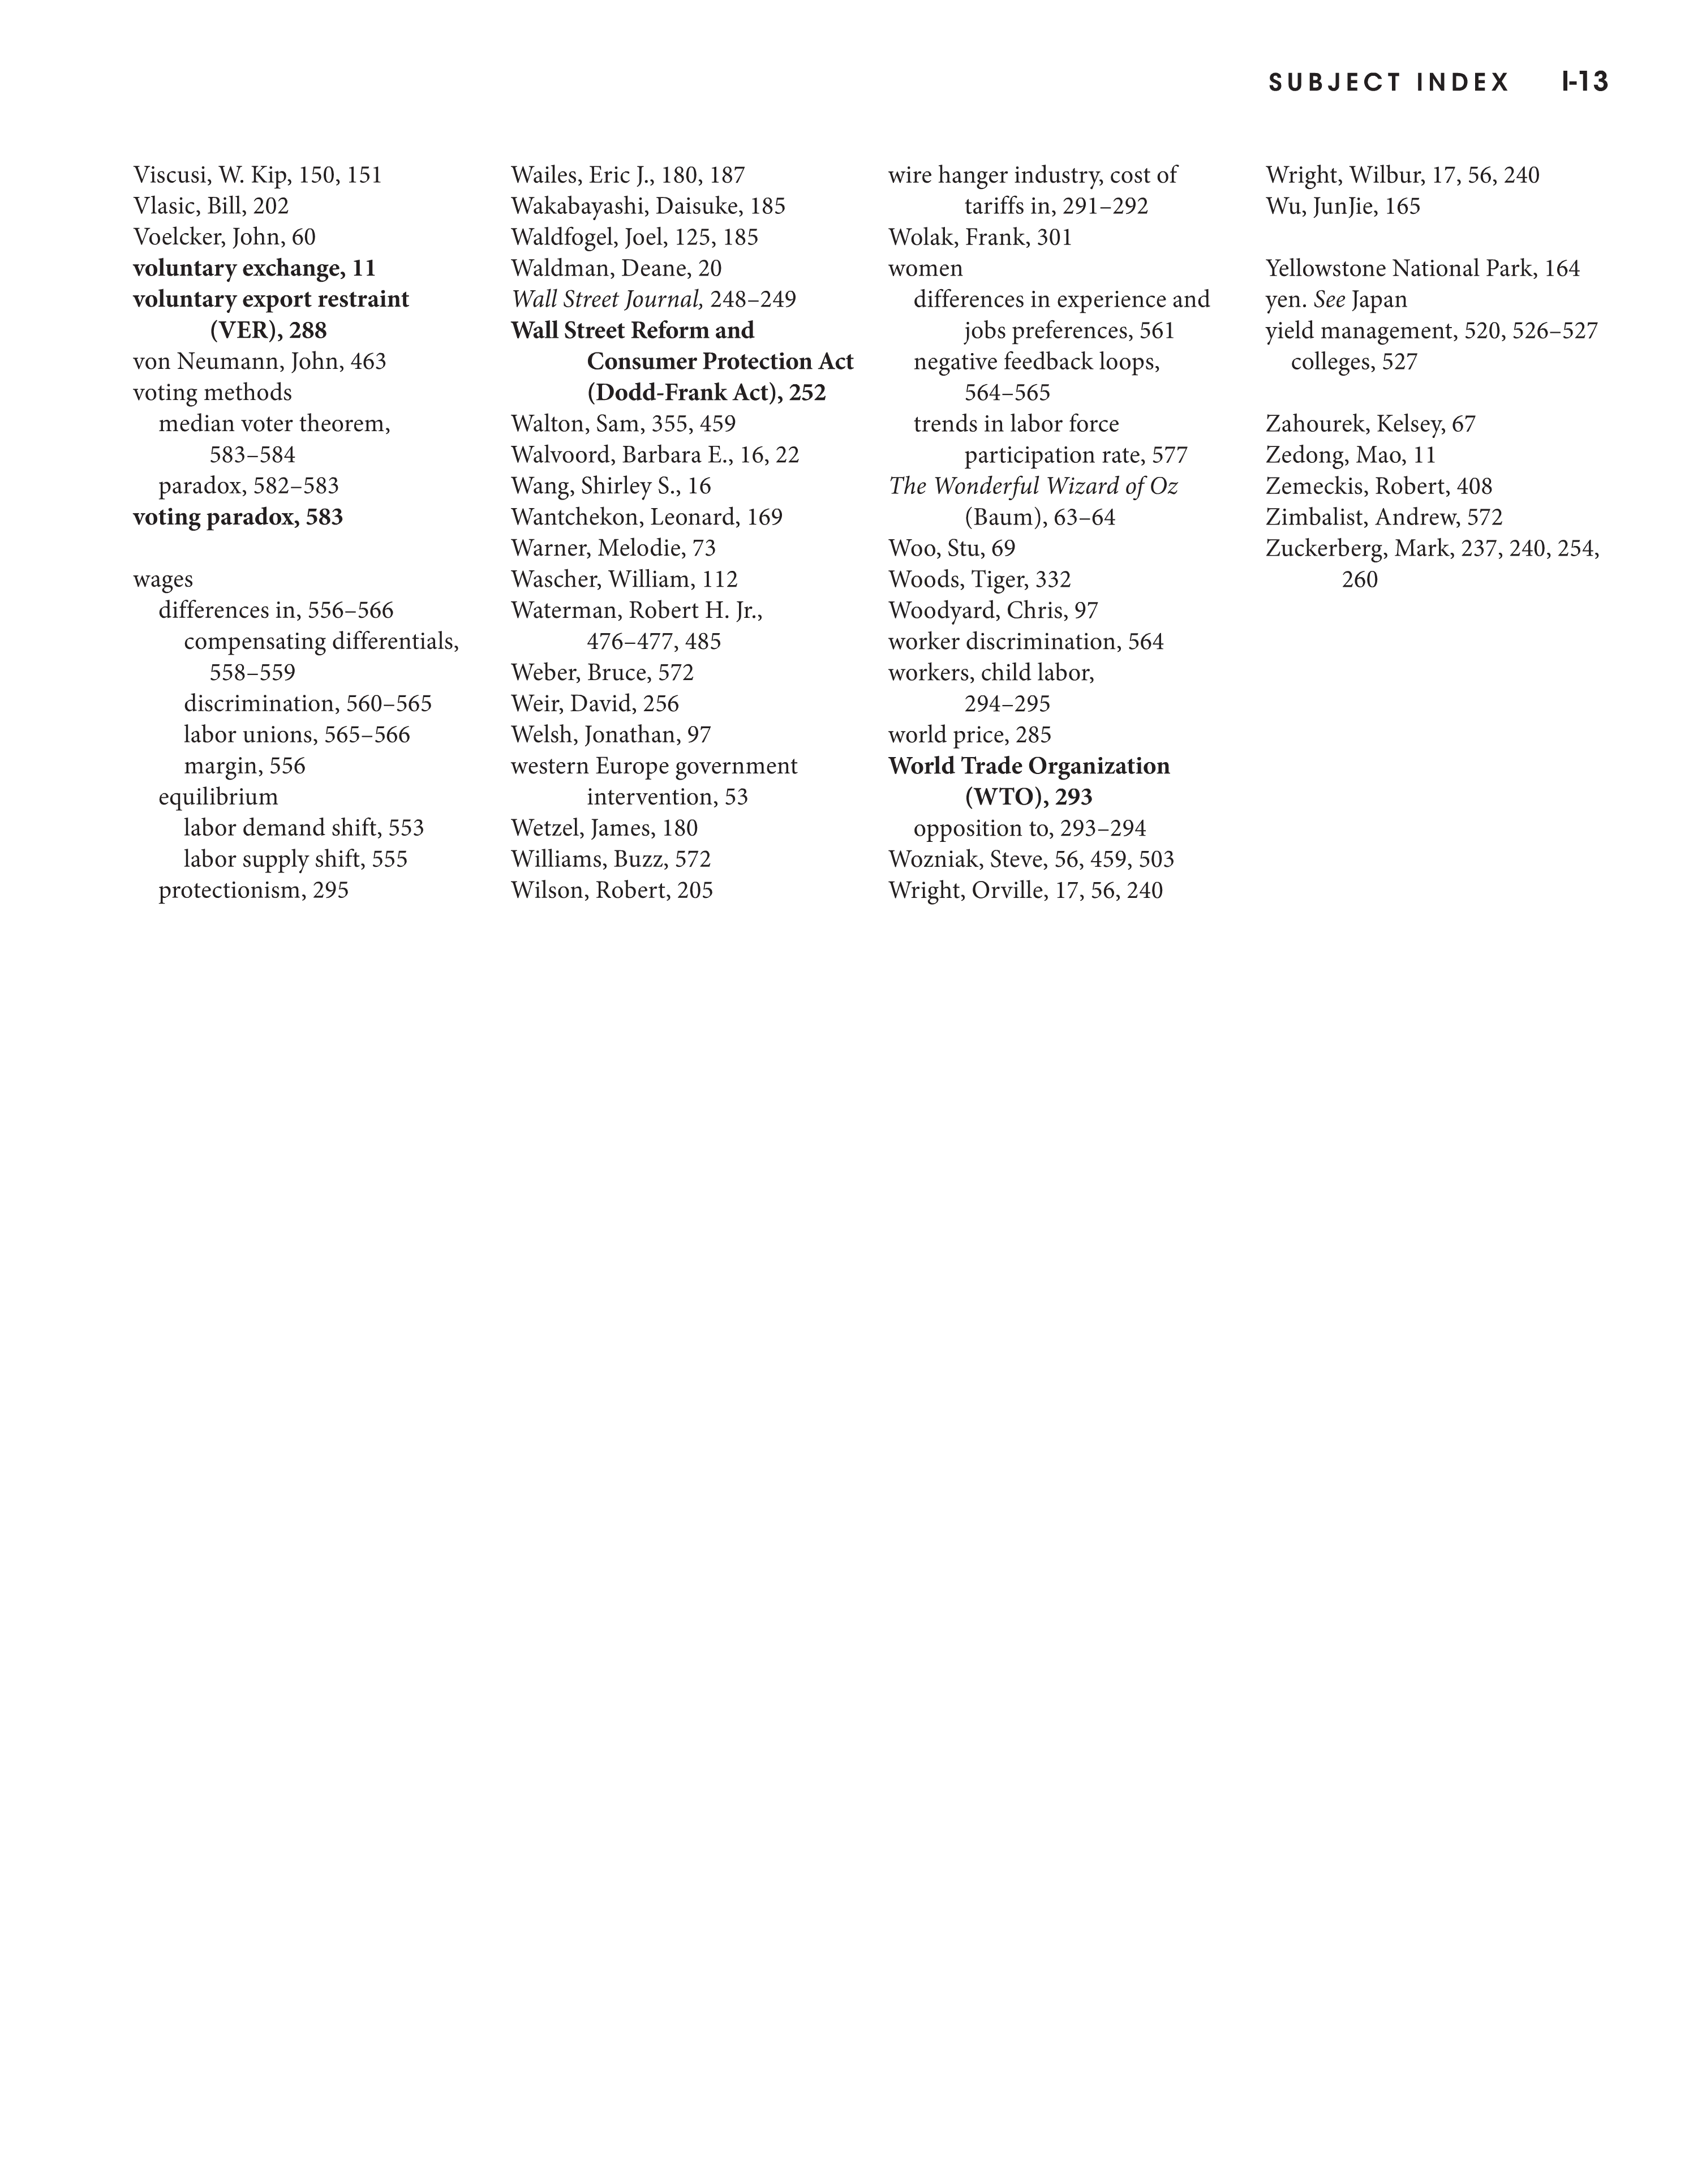 SUBJECT INDEX I-13
Viscusi, W. Kip, 150, 151
Vlasic, Bill, 202
Voelcker, John, 60
voluntary exchange, 11
voluntary export restraint
(VER), 288
von Neumann, John, 463
voting methods
median voter theorem,
583–584
paradox, 582–583
voting paradox, 583
wages
differences in, 556–566
compensating differentials,
558–559
discrimination, 560–565
labor unions, 565–566
margin, 556
equilibrium
labor demand shift, 553
labor supply shift, 555
protectionism, 295
Wailes, Eric J., 180, 187
Wakabayashi, Daisuke, 185
Waldfogel, Joel, 125, 185
Waldman, Deane, 20
Wall Street Journal, 248–249
Wall Street Reform and
Consumer Protection Act
(Dodd-Frank Act), 252
Walton, Sam, 355, 459
Walvoord, Barbara E., 16, 22
Wang, Shirley S., 16
Wantchekon, Leonard, 169
Warner, Melodie, 73
Wascher, William, 112
Waterman, Robert H. Jr.,
476–477, 485
Weber, Bruce, 572
Weir, David, 256
Welsh, Jonathan, 97
western Europe government
intervention, 53
Wetzel, James, 180
Williams, Buzz, 572
Wilson, Robert, 205
wire hanger industry, cost of
tariffs in, 291–292
Wolak, Frank, 301
women
differences in experience and
jobs preferences, 561
negative feedback loops,
564–565
trends in labor force
participation rate, 577
The Wonderful Wizard of Oz
(Baum), 63–64
Woo, Stu, 69
Woods, Tiger, 332
Woodyard, Chris, 97
worker discrimination, 564
workers, child labor,
294–295
world price, 285
World Trade Organization
(WTO), 293
opposition to, 293–294
Wozniak, Steve, 56, 459, 503
Wright, Orville, 17, 56, 240
Wright, Wilbur, 17, 56, 240
Wu, JunJie, 165
Yellowstone National Park, 164
yen. See Japan
yield management, 520, 526–527
colleges, 527
Zahourek, Kelsey, 67
Zedong, Mao, 11
Zemeckis, Robert, 408
Zimbalist, Andrew, 572
Zuckerberg, Mark, 237, 240, 254,
260